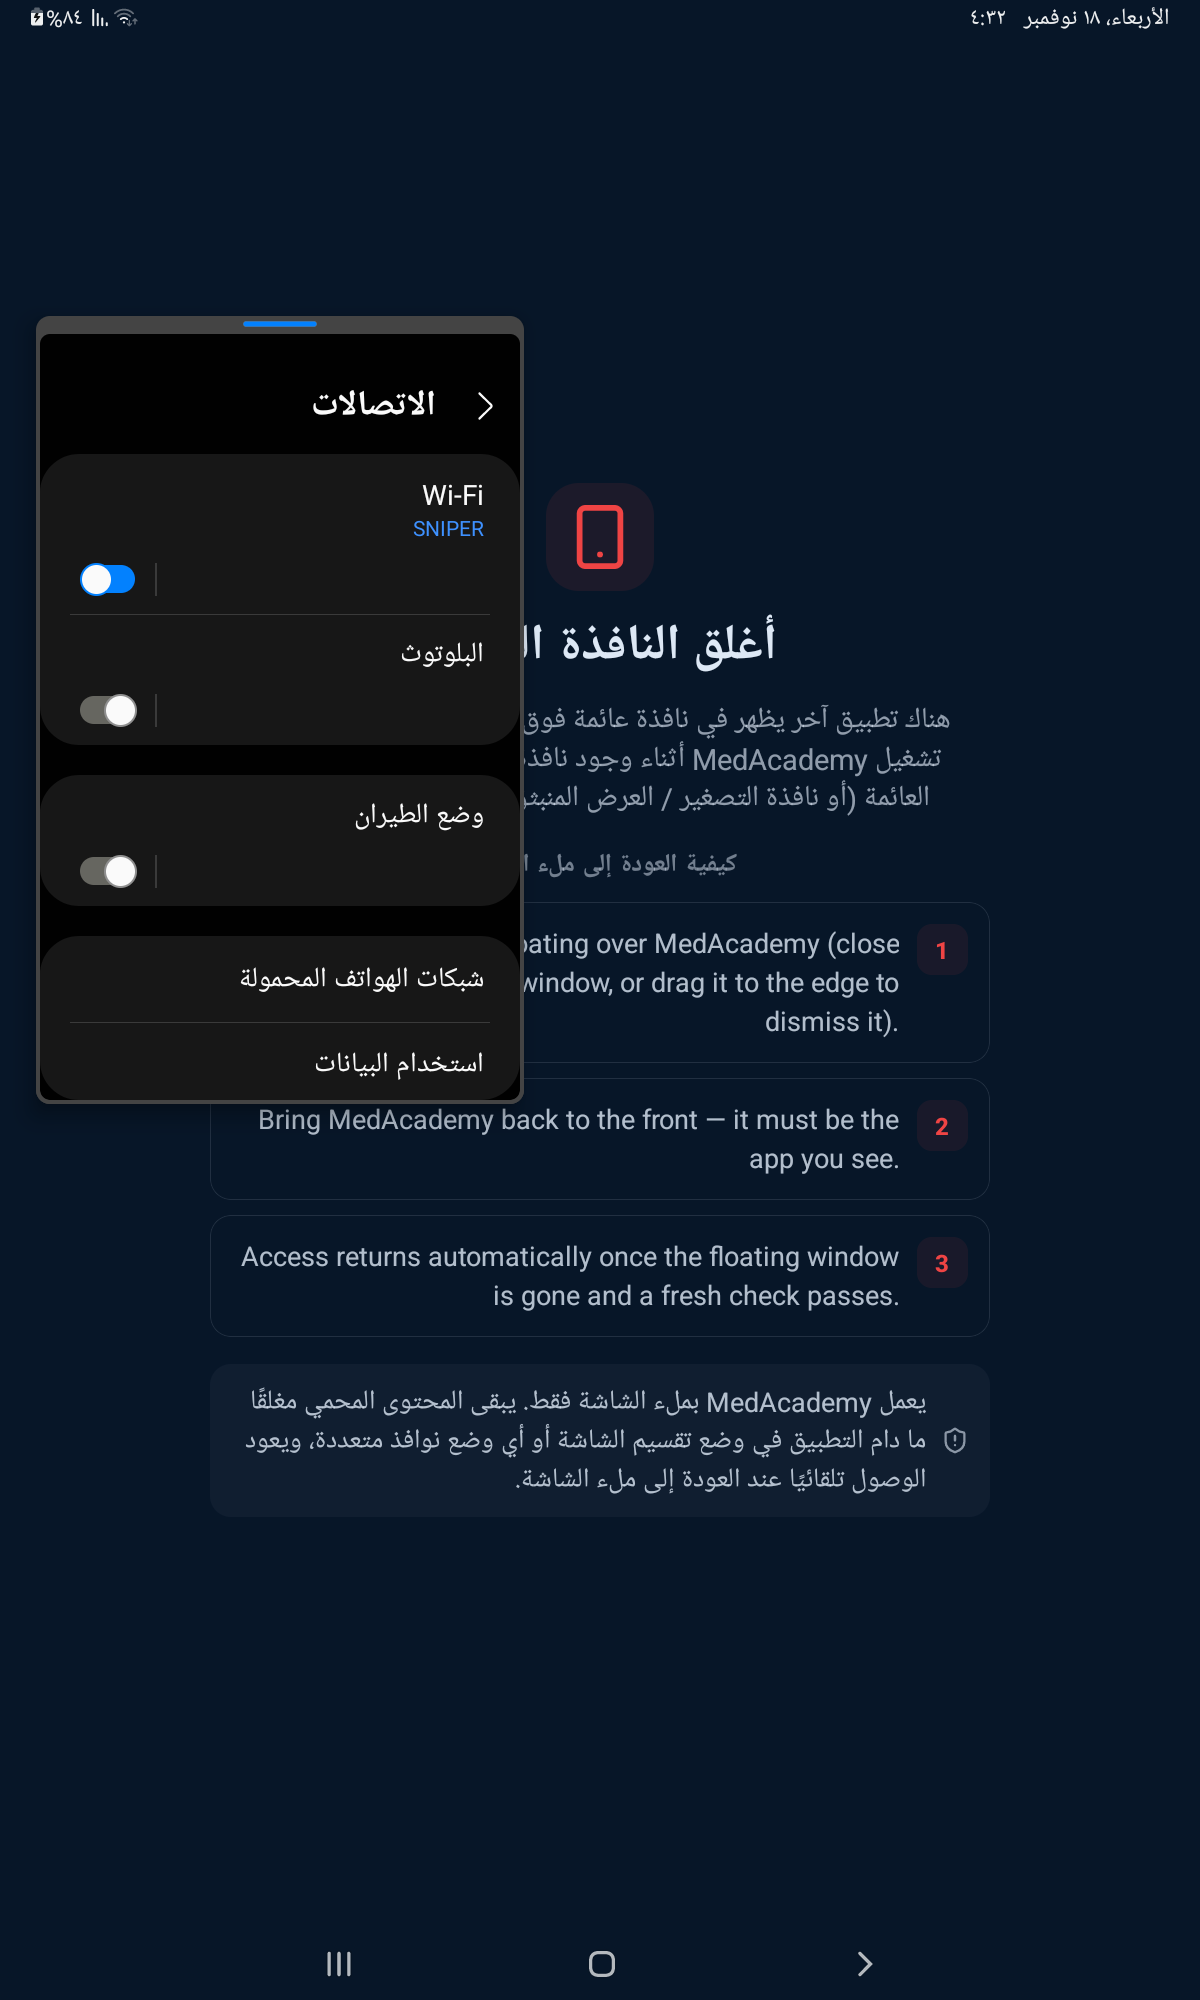 الأربعاء، ١٨ نوفمبر ٤:٣٢
%٨٤
الاتصالات
Wi-Fi
SNIPER
البلوتوث
وضع الطيران
شبكات الهواتف المحمولة
استخدام البيانات
أغلق النافذة
هناك تطبيق آخر يظهر في نافذة عائمة فوق
تشغيل MedAcademy أثناء وجود
العائمة (أو نافذة التصغير / العرض
كيفية العودة إلى ملء
1
over MedAcademy (close
window, or drag it to the edge to
dismiss it).
2
Bring MedAcademy back to the front — it must be the
app you see.
3
Access returns automatically once the floating window
is gone and a fresh check passes.
يعمل MedAcademy بملء الشاشة فقط. يبقى المحتوى المحمي مغلقًا
ما دام التطبيق في وضع تقسيم الشاشة أو أي وضع نوافذ متعددة، ويعود
الوصول تلقائيًا عند العودة إلى ملء الشاشة.